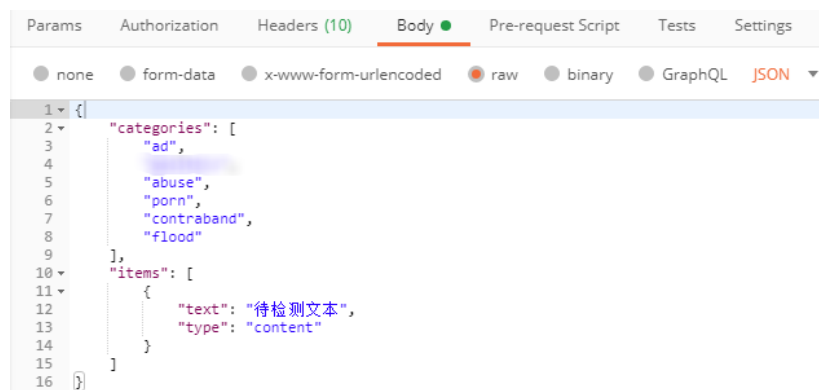 Params Authorization Headers (10) Body Pre-request Script Tests Settings
none form-data x-www-form-urlencoded raw binary GraphQL JSON
1 {
2 "categories": [
3 "ad",
4
5 "abuse",
6 "porn",
7 "contraband",
8 "flood"
9 ],
10 "items": [
11 {
12 "text": "待检测文本",
13 "type": "content"
14 }
15 ]
16 }